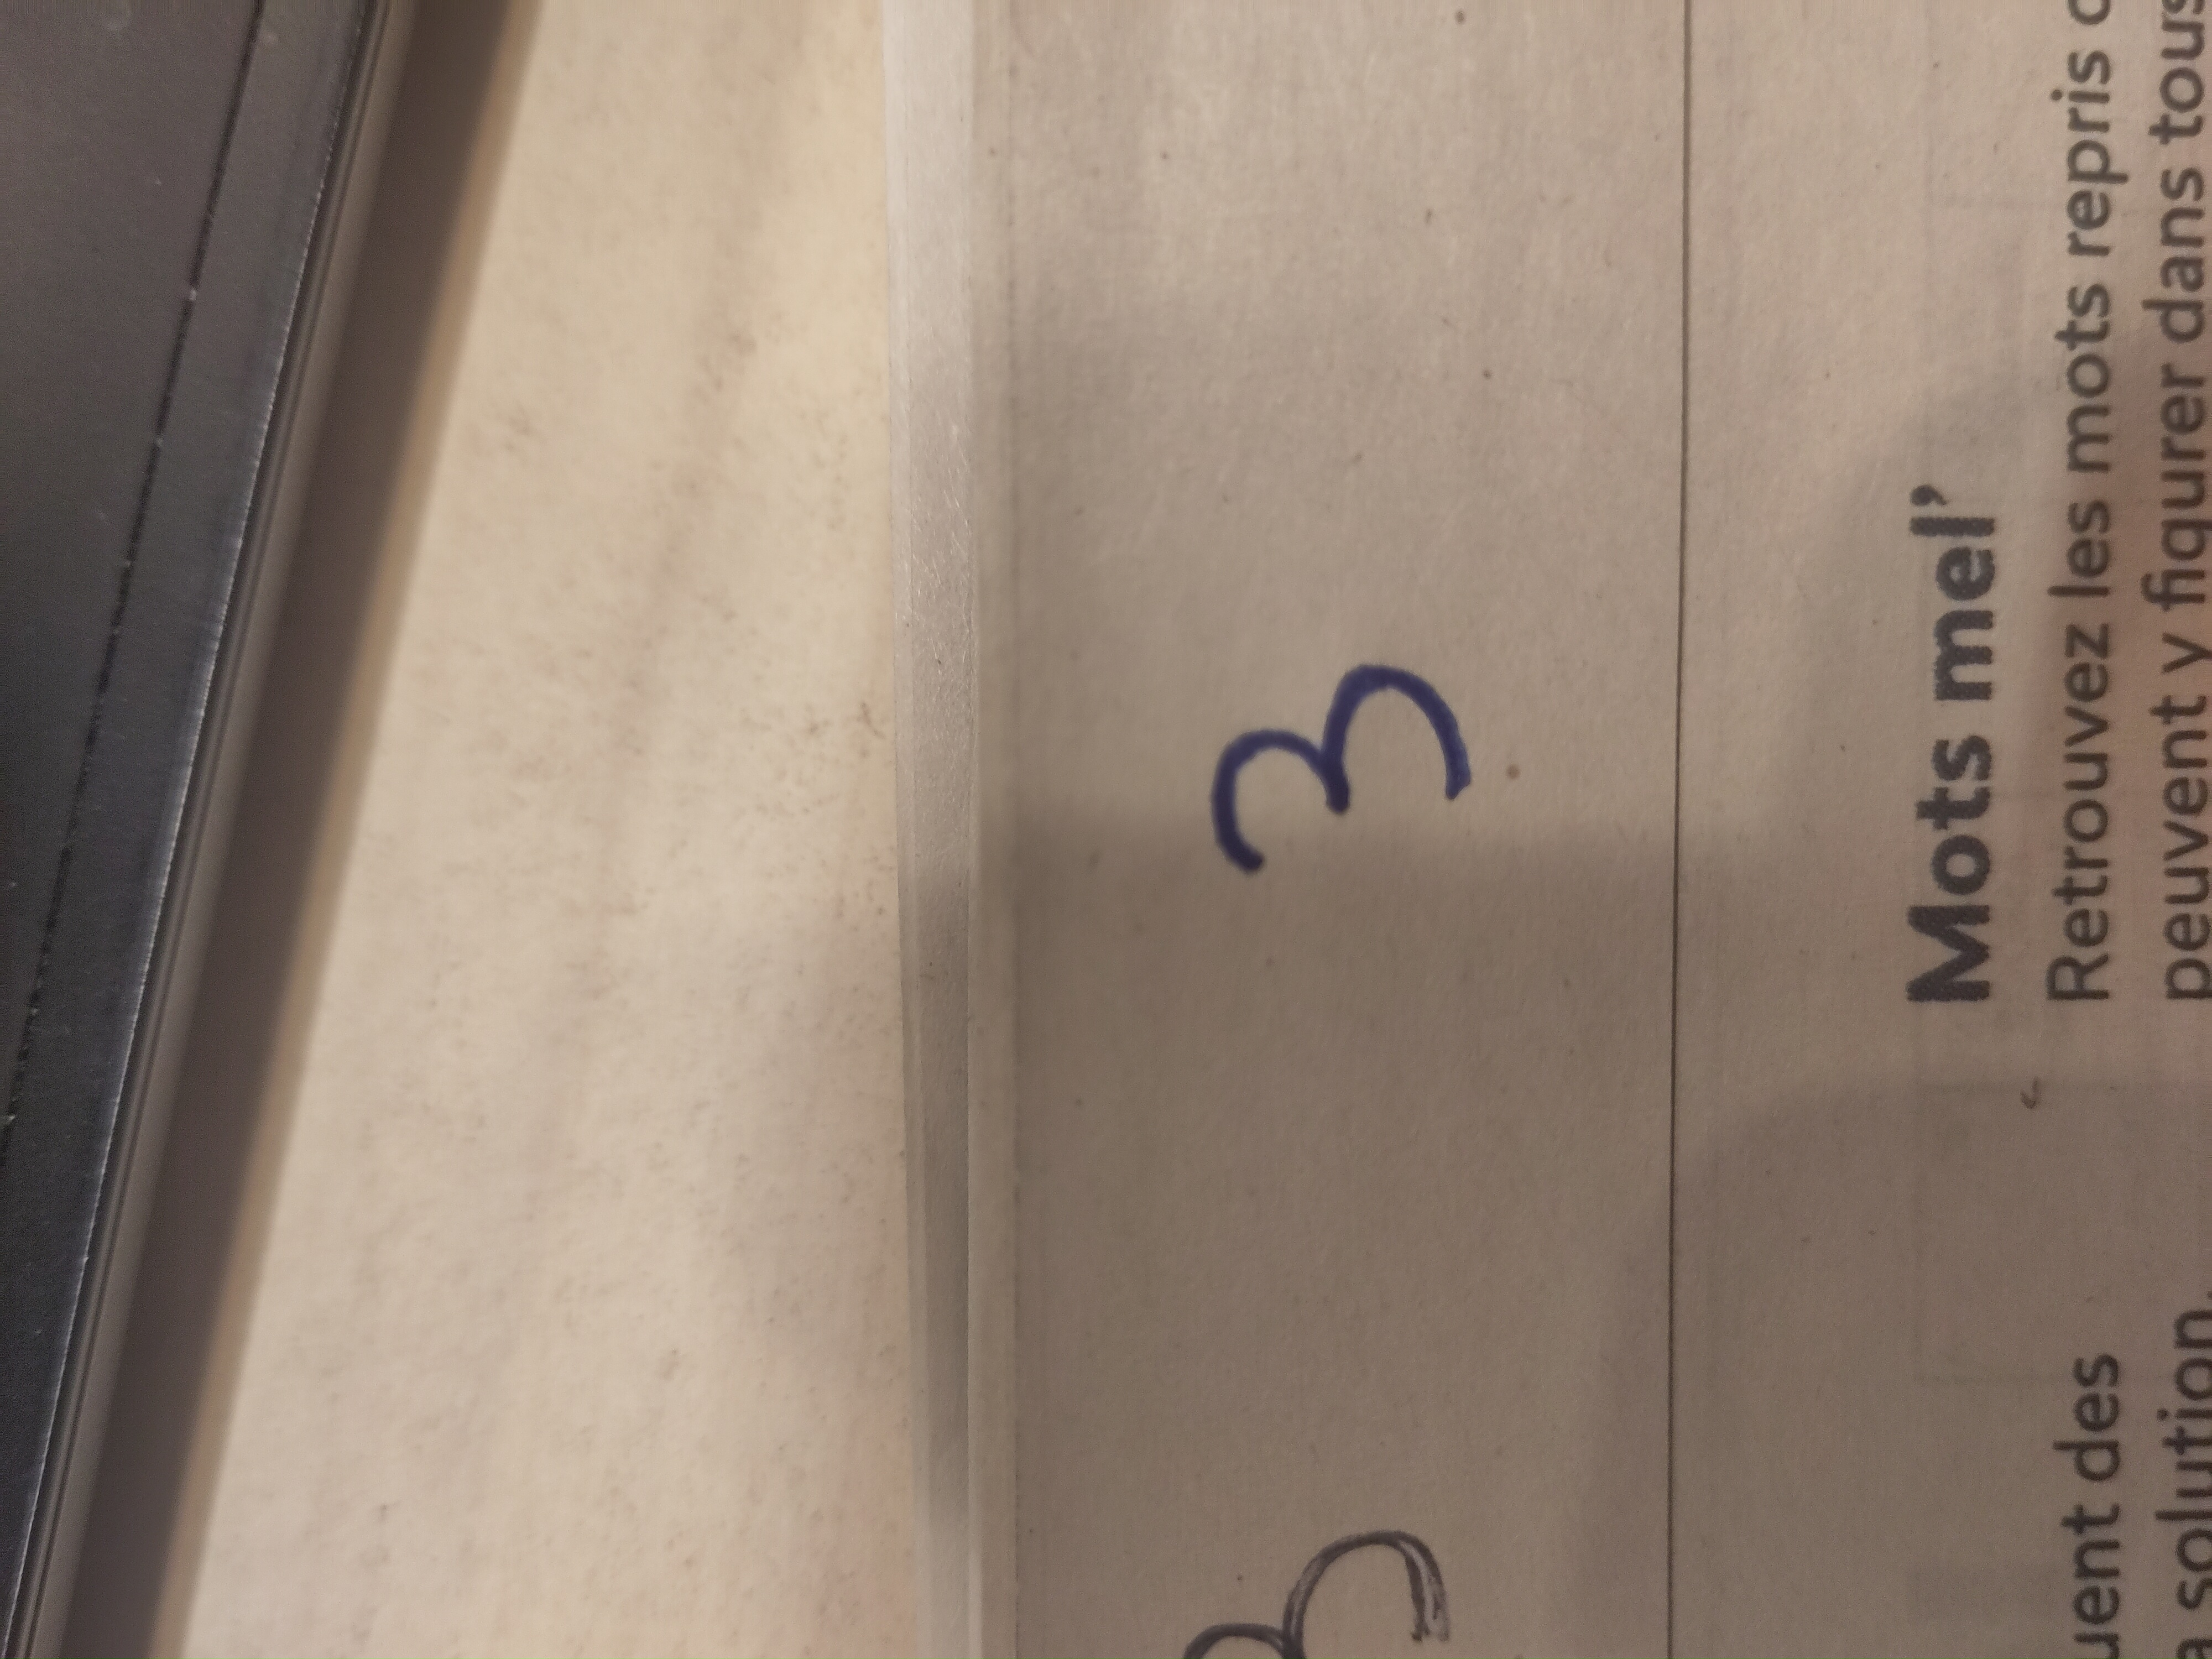 3 3
Mots mel’
uent des
solution.
Retrouvez les mots repris
peuvent y figurer dans tous